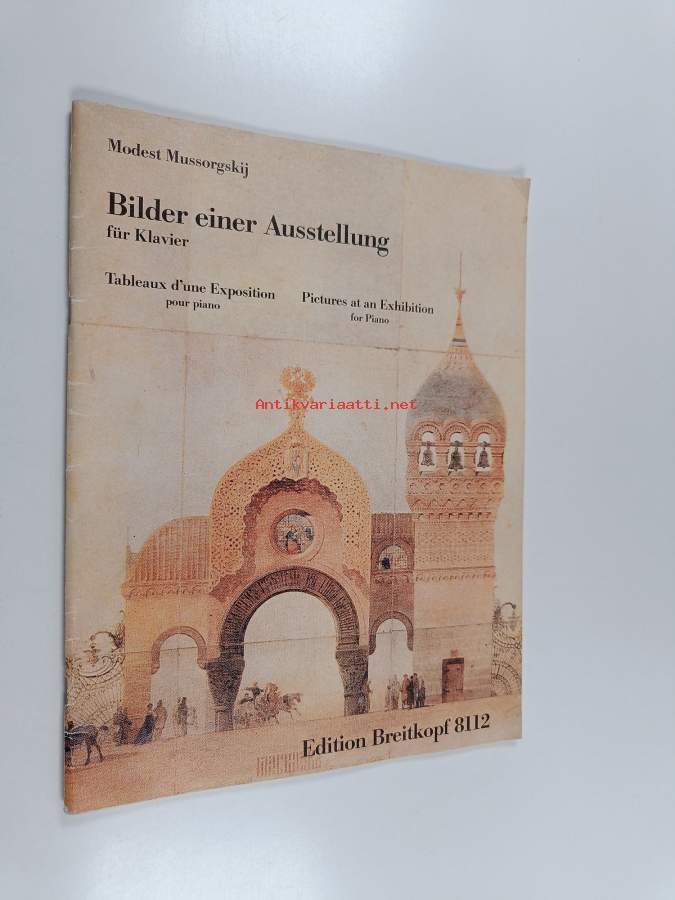 Modest Mussorgskij
Bilder einer Ausstellung
für Klavier
Tableaux d'une Exposition
pour piano
Pictures at an Exhibition
for Piano
Antikvariaatti.net
Edition Breitkopf 8112